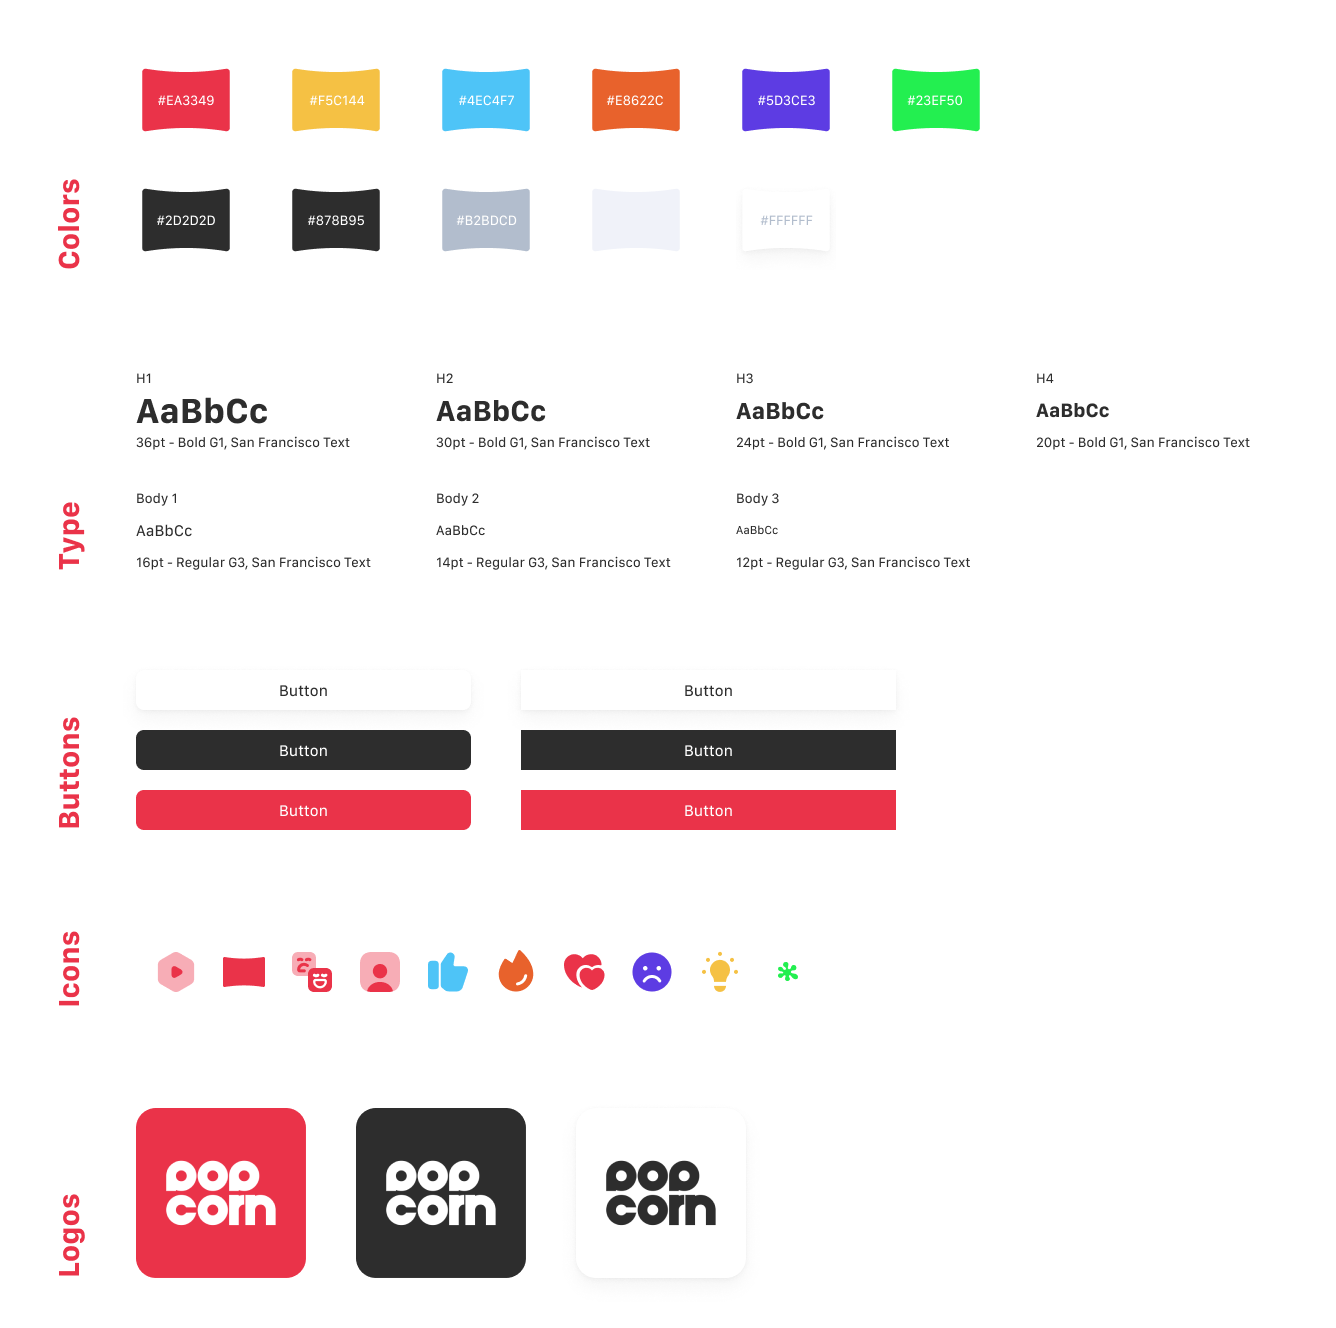 #EA3349
#F5C144
#4EC4F7
#E8622C
#5D3CE3
#23EF50
Colors
#2D2D2D
#878B95
#B2BDCD
#FFFFFF
Type
H1
AaBbCc
36pt - Bold G1, San Francisco Text
H2
AaBbCc
30pt - Bold G1, San Francisco Text
H3
AaBbCc
24pt - Bold G1, San Francisco Text
H4
AaBbCc
20pt - Bold G1, San Francisco Text
Body 1
AaBbCc
16pt - Regular G3, San Francisco Text
Body 2
AaBbCc
14pt - Regular G3, San Francisco Text
Body 3
AaBbCc
12pt - Regular G3, San Francisco Text
Buttons
Button
Button
Button
Button
Button
Button
Icons
Logos
pop
corn
pop
corn
pop
corn